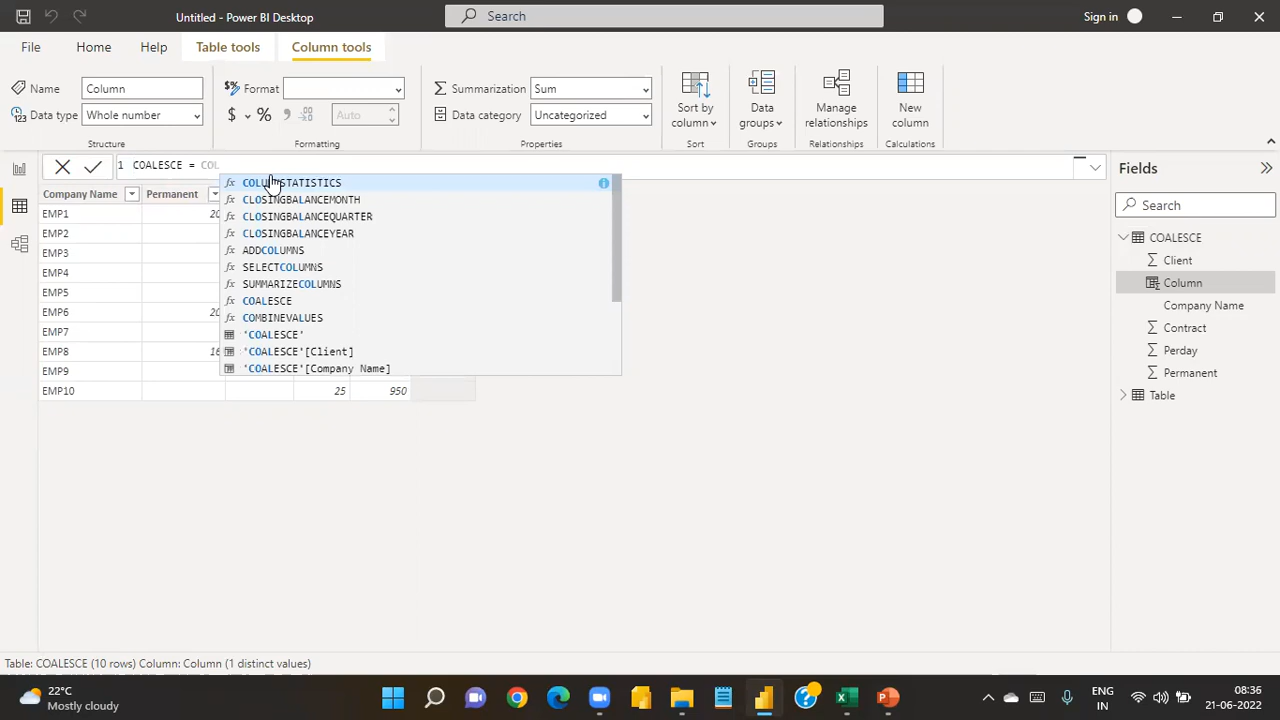 Untitled - Power BI Desktop
Search
Sign in
File
Home
Help
Table tools
Column tools
Name
Column
Format
Summarization
Sum
Data type
Whole number
$
%
Auto
Data category
Uncategorized
Sort by
column
Data
groups
Manage
relationships
New
column
Structure
Formatting
Properties
Sort
Groups
Relationships
Calculations
1 COALESCE = COL
Fields
Search
COLUMNSTATISTICS
CLOSINGBALANCEMONTH
CLOSINGBALANCEQUARTER
CLOSINGBALANCEYEAR
ADDCOLUMNS
SELECTCOLUMNS
SUMMARIZECOLUMNS
COALESCE
COMBINEVALUES
'COALESCE'
'COALESCE'[Client]
'COALESCE'[Company Name]
Company Name
Permanent
EMP1
20
EMP2
EMP3
EMP4
EMP5
EMP6
20
EMP7
EMP8
16
EMP9
EMP10
25
950
COALESCE
Client
Column
Company Name
Contract
Perday
Permanent
Table
Table: COALESCE (10 rows) Column: Column (1 distinct values)
22°C
Mostly cloudy
ENG
IN
08:36
21-06-2022